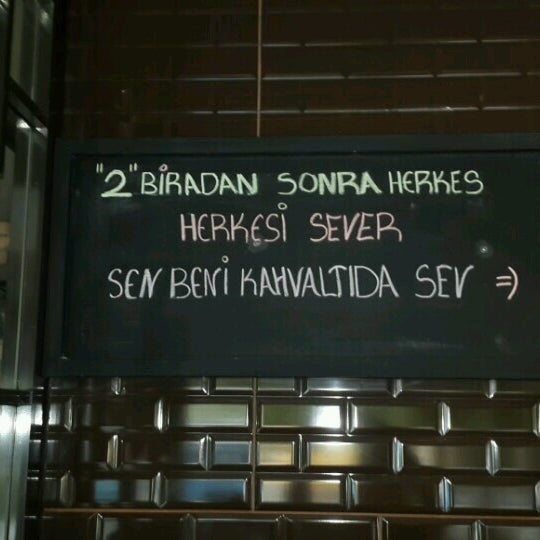 "2" BİRADAN SONRA HERKES
HERKESİ SEVER
SEN BENİ KAHVALTIDA SEV =)